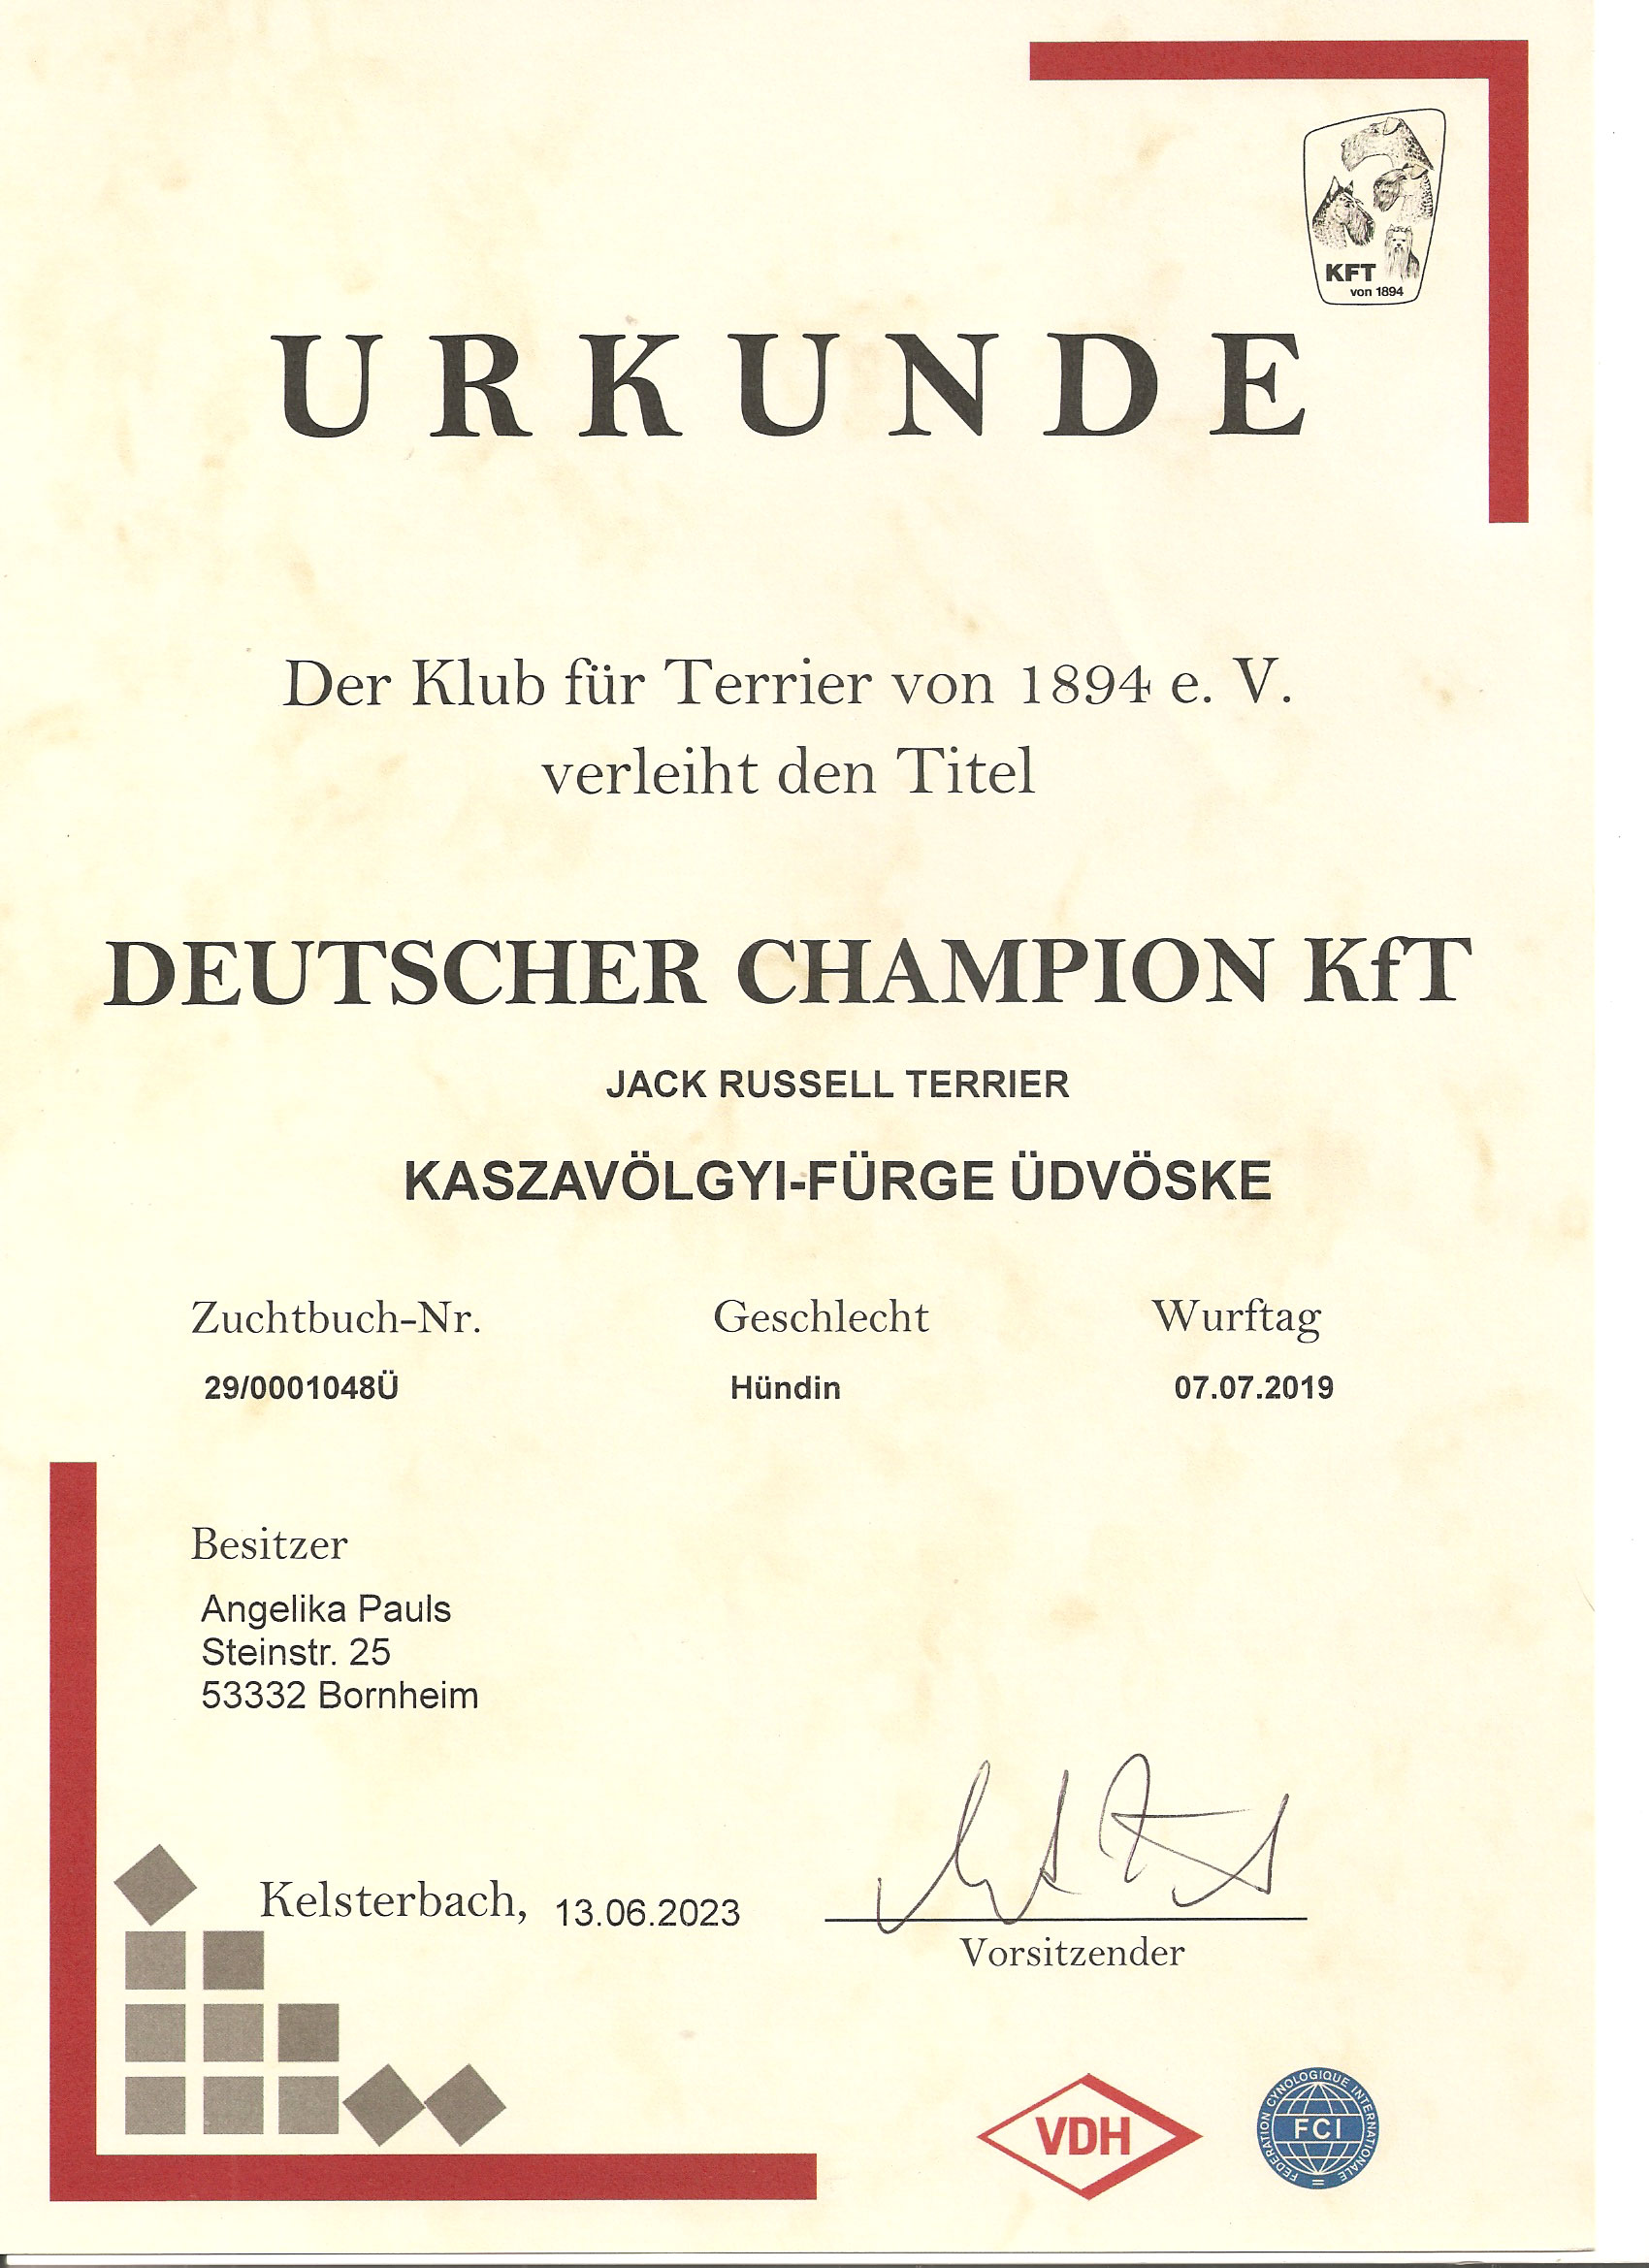 KFT
von 1894
URKUNDE
Der Klub für Terrier von 1894 e. V.
verleiht den Titel
DEUTSCHER CHAMPION KfT
JACK RUSSELL TERRIER
KASZAVÖLGYI-FÜRGE ÜDVÖSKE
Zuchtbuch-Nr. Geschlecht Wurftag
29/0001048Ü Hündin 07.07.2019
Besitzer
Angelika Pauls
Steinstr. 25
53332 Bornheim
Kelsterbach, 13.06.2023
Vorsitzender
VDH
FEDERATION CYNOLOGIQUE INTERNATIONALE
FCI